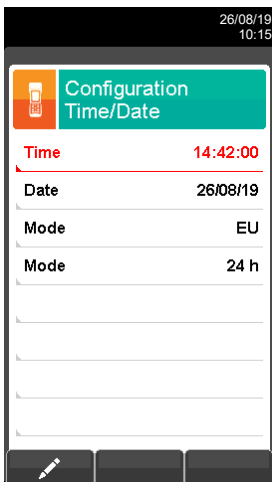 26/08/19
10:15
Configuration
Time/Date
Time 14:42:00
Date 26/08/19
Mode EU
Mode 24 h